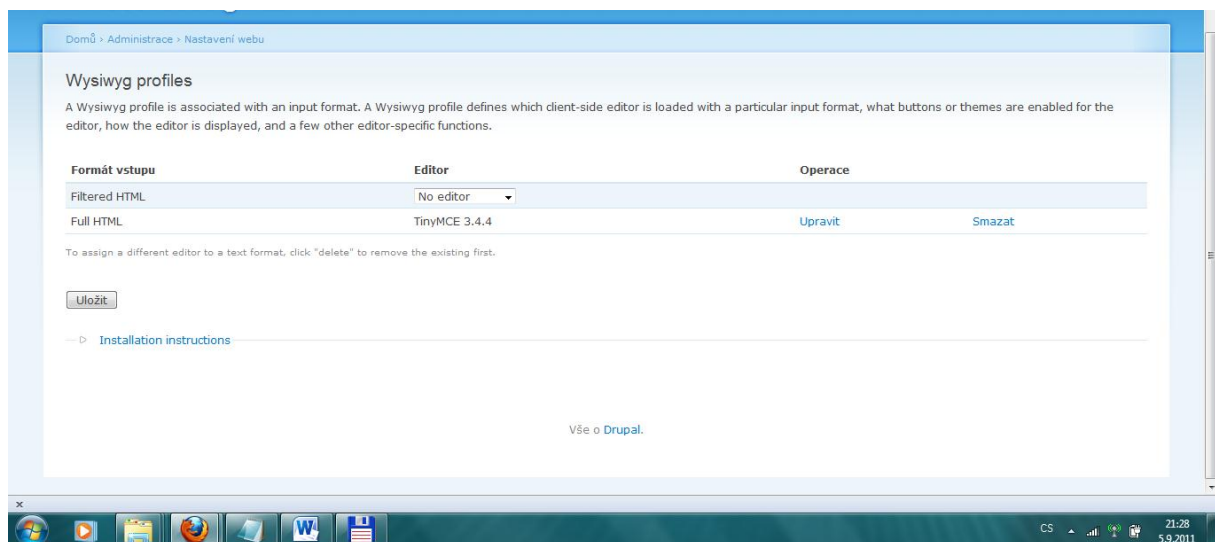 Domů › Administrace › Nastavení webu
Wysiwyg profiles
A Wysiwyg profile is associated with an input format. A Wysiwyg profile defines which client-side editor is loaded with a particular input format, what buttons or themes are enabled for the
editor, how the editor is displayed, and a few other editor-specific functions.
Formát vstupu Editor Operace
Filtered HTML No editor
Full HTML TinyMCE 3.4.4 Upravit Smazat
To assign a different editor to a text format, click "delete" to remove the existing first.
Uložit
Installation instructions
Vše o Drupal.
x
CS 21:28
5.9.2011